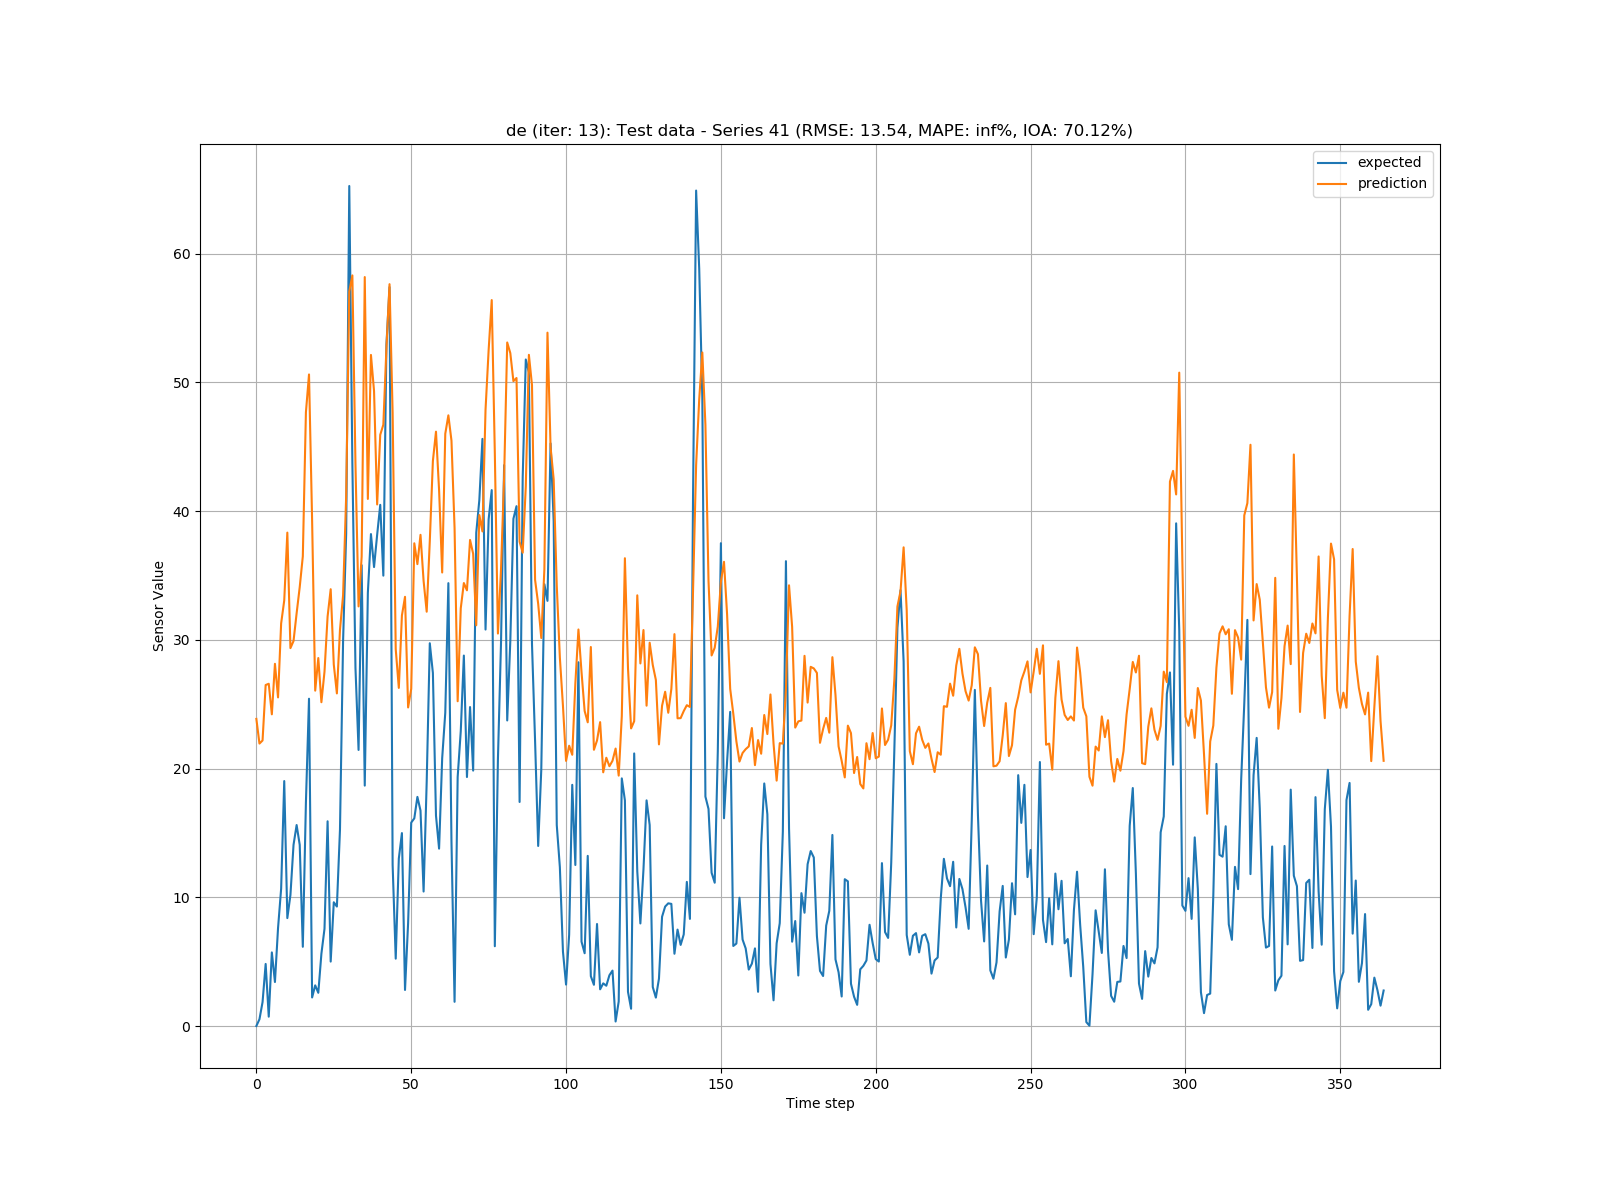 de (iter: 13): Test data - Series 41 (RMSE: 13.54, MAPE: inf%, IOA: 70.12%)
expected
prediction
Sensor Value
60
50
40
30
20
10
0
0 50 100 150 200 250 300 350
Time step